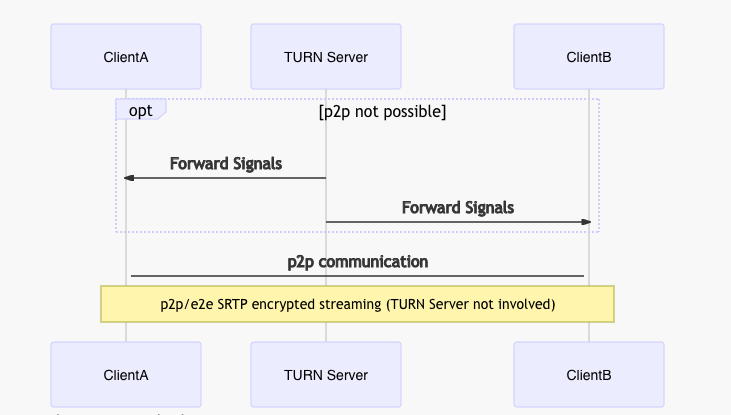 ClientA
TURN Server
ClientB
opt
[p2p not possible]
Forward Signals
Forward Signals
p2p communication
p2p/e2e SRTP encrypted streaming (TURN Server not involved)
ClientA
TURN Server
ClientB